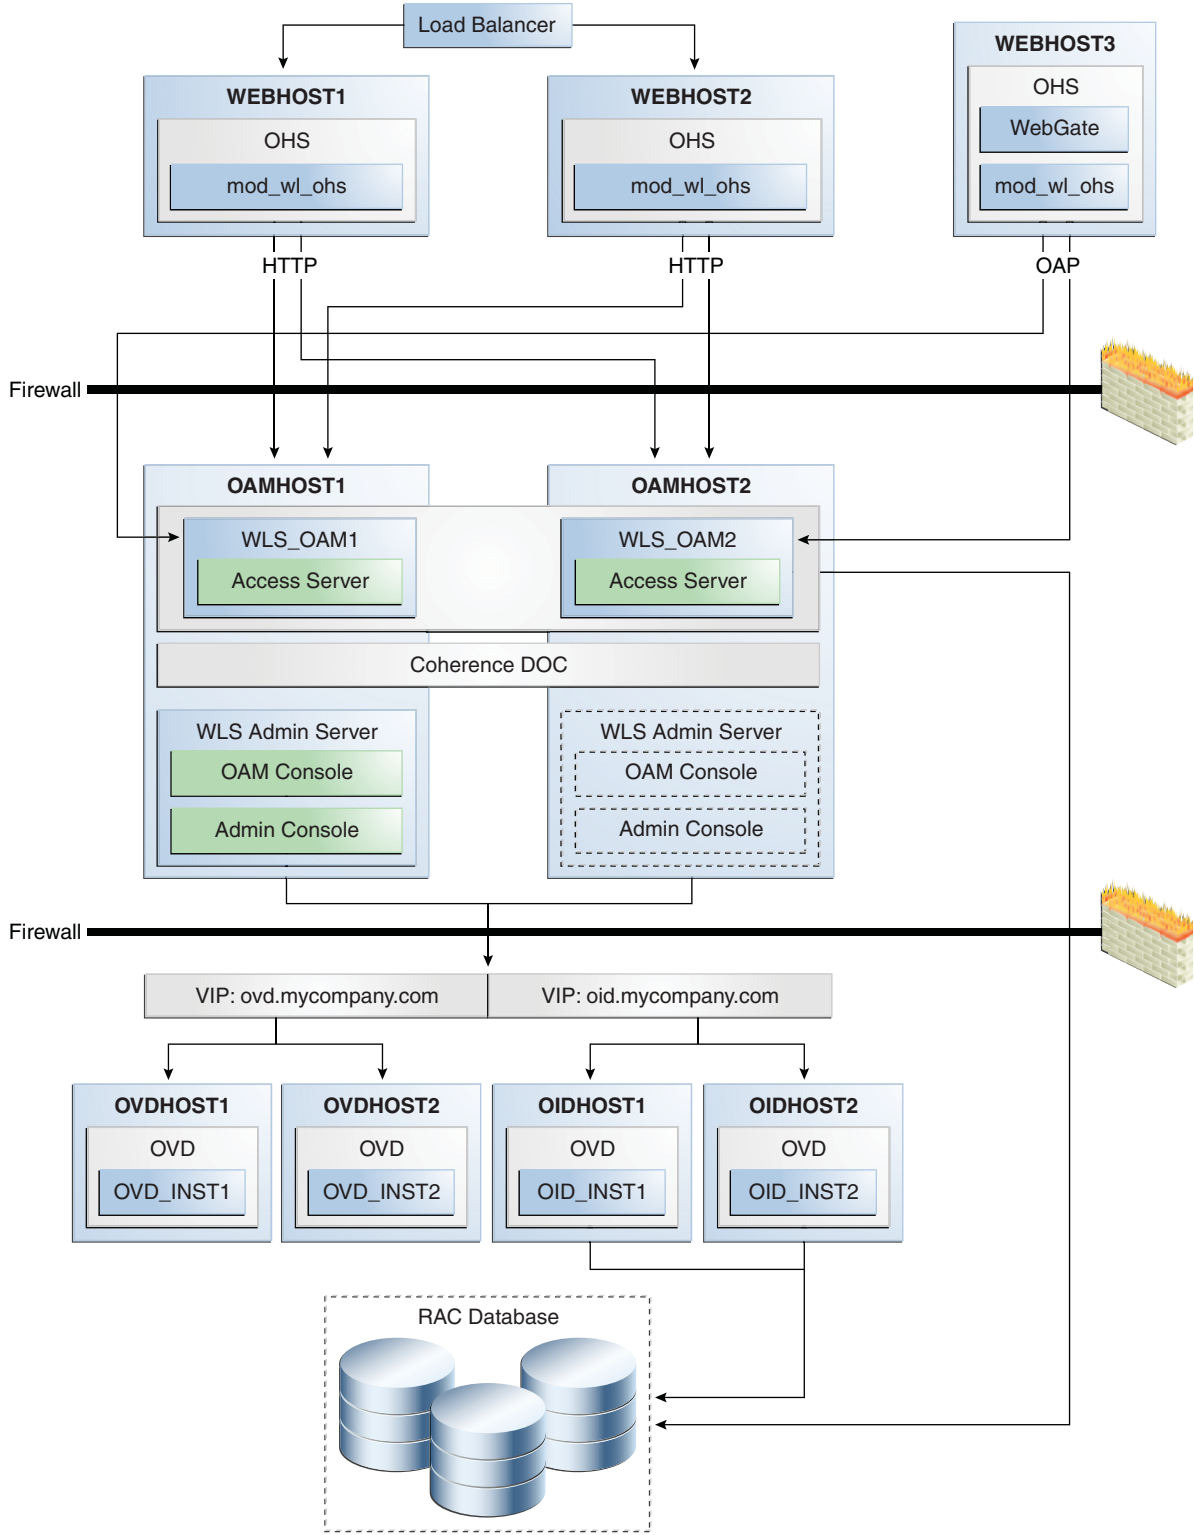 Load Balancer
WEBHOST1
OHS
mod_wl_ohs
WEBHOST2
OHS
mod_wl_ohs
WEBHOST3
OHS
WebGate
mod_wl_ohs
HTTP
HTTP
OAP
Firewall
OAMHOST1
WLS_OAM1
Access Server
OAMHOST2
WLS_OAM2
Access Server
Coherence DOC
WLS Admin Server
OAM Console
Admin Console
WLS Admin Server
OAM Console
Admin Console
Firewall
VIP: ovd.mycompany.com
VIP: oid.mycompany.com
OVDHOST1
OVD
OVD_INST1
OVDHOST2
OVD
OVD_INST2
OIDHOST1
OVD
OID_INST1
OIDHOST2
OVD
OID_INST2
RAC Database